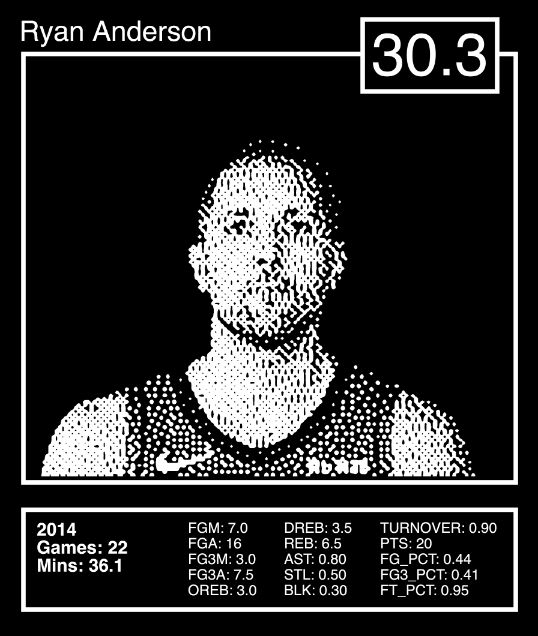 Ryan Anderson
30.3
2014
Games: 22
Mins: 36.1
FGM: 7.0
FGA: 16
FG3M: 3.0
FG3A: 7.5
OREB: 3.0
DREB: 3.5
REB: 6.5
AST: 0.80
STL: 0.50
BLK: 0.30
TURNOVER: 0.90
PTS: 20
FG_PCT: 0.44
FG3_PCT: 0.41
FT_PCT: 0.95